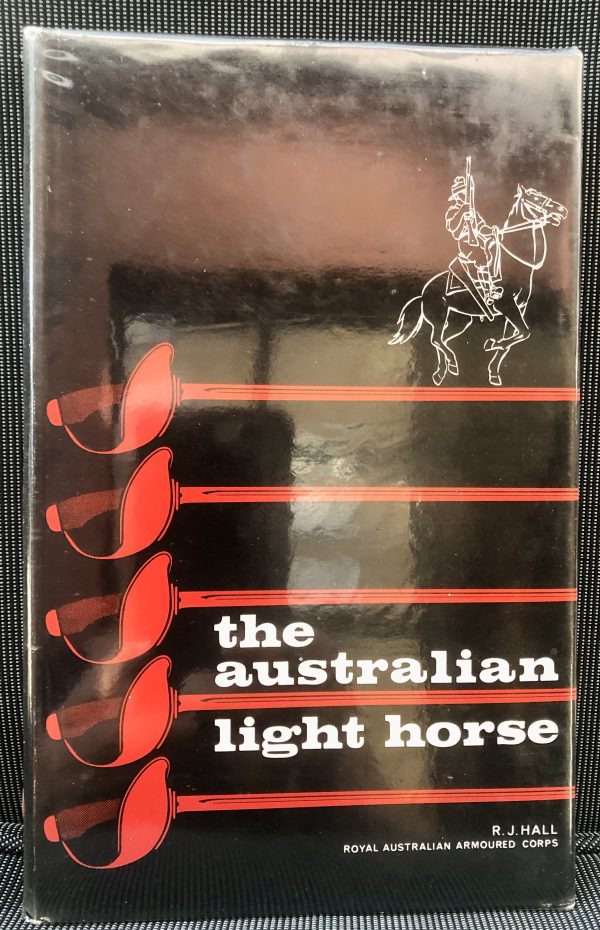 the
australian
light horse
R.J.HALL
ROYAL AUSTRALIAN ARMOURED CORPS